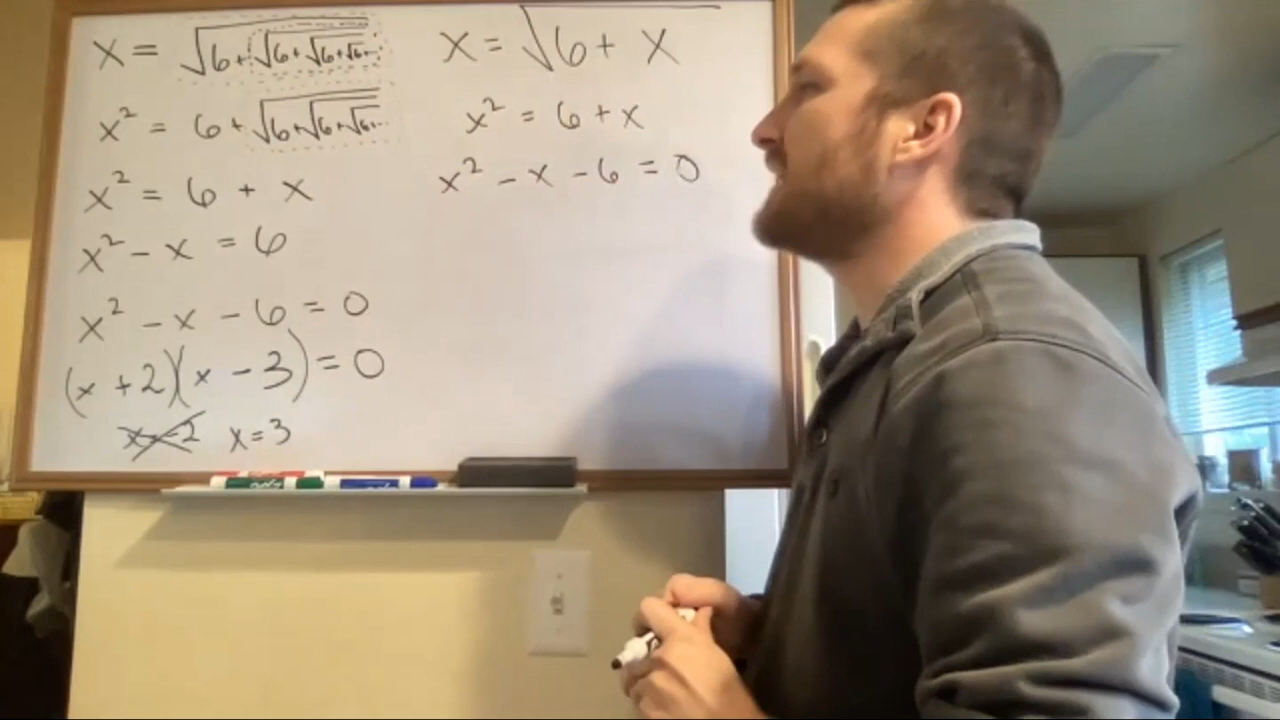 x = √6+√6+√6+√6+...
x² = 6+√6+√6+√6+...
x² = 6 + x
x² - x = 6
x² - x - 6 = 0
(x+2)(x-3) = 0
x=-2 x=3
x = √6+ x
x² = 6+x
x² - x - 6 = 0